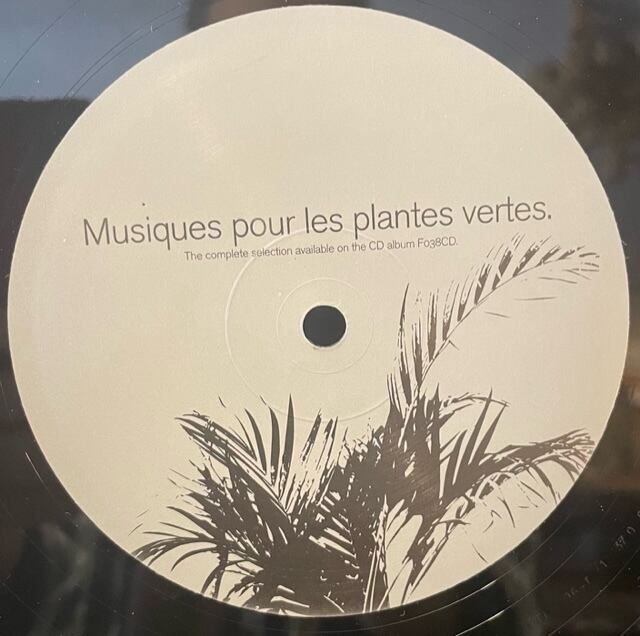 Musiques pour les plantes vertes.
The complete selection available on the CD album F038CD.